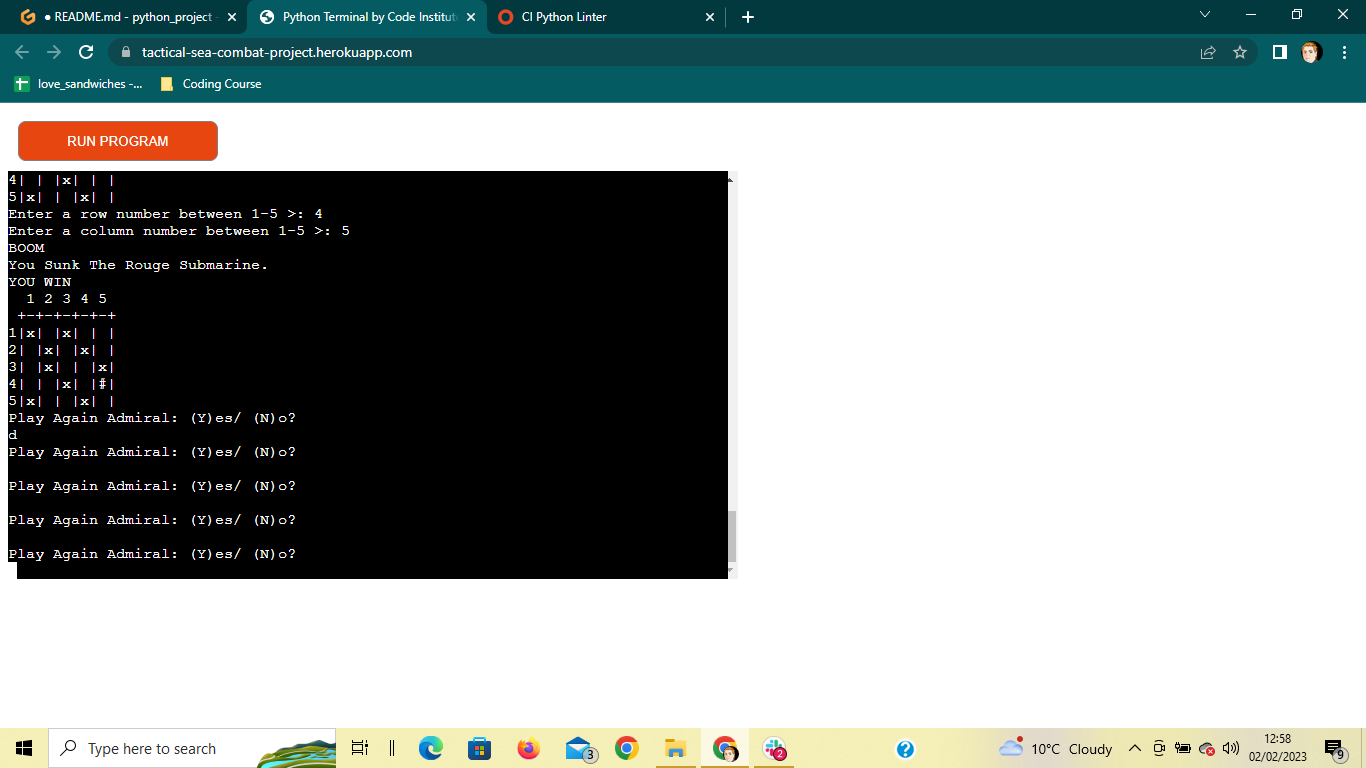 README.md - python_project
Python Terminal by Code Institut
CI Python Linter
tactical-sea-combat-project.herokuapp.com
love_sandwiches -...
Coding Course
RUN PROGRAM
4| | |x| | |
5|x| | |x| |
Enter a row number between 1-5 >: 4
Enter a column number between 1-5 >: 5
BOOM
You Sunk The Rouge Submarine.
YOU WIN
  1 2 3 4 5
 +-+-+-+-+-+
1|x| |x| | |
2| |x| |x| |
3| |x| | |x|
4| | |x| |#|
5|x| | |x| |
Play Again Admiral: (Y)es/ (N)o?
d
Play Again Admiral: (Y)es/ (N)o?
Play Again Admiral: (Y)es/ (N)o?
Play Again Admiral: (Y)es/ (N)o?
Play Again Admiral: (Y)es/ (N)o?
Type here to search
3
2
10°C Cloudy
12:58
02/02/2023
9